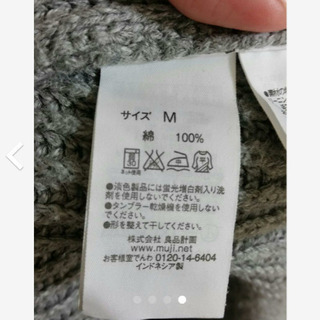 サイズ M
綿 100%
ネット使用
●淡色製品には蛍光増白剤入り洗
剤を使用しないでください。
●タンブラー乾燥機を使用しな
いでください。
●形を整えて干してください。
株式会社 良品計画
www.muji.net
お客様室でんわ 0120-14-6404
インドネシア製